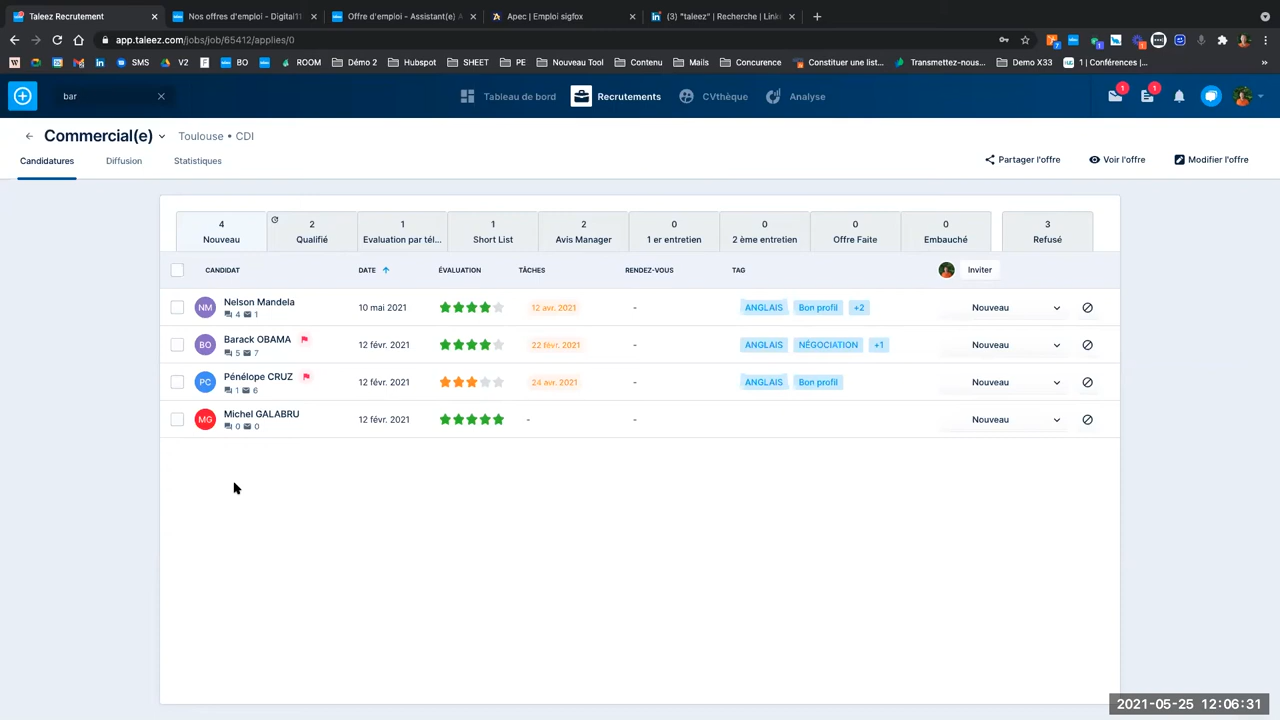 Taleez Recrutement
Nos offres d'emploi - Digital11
Offre d'emploi - Assistant(e) A
Apec | Emploi sigfox
(3) "taleez" | Recherche | Link
app.taleez.com/jobs/job/65412/applies/0
SMS
V2
BO
ROOM
Démo 2
Hubspot
SHEET
PE
Nouveau Tool
Contenu
Mails
Concurence
Constituer une list...
Transmettez-nous...
Demo X33
1 (Conférences |...
bar
Tableau de bord
Recrutements
CVthèque
Analyse
1
1
Commercial(e)
Toulouse • CDI
Candidatures
Diffusion
Statistiques
Partager l'offre
Voir l'offre
Modifier l'offre
4
Nouveau
2
Qualifié
1
Evaluation par tél...
1
Short List
2
Avis Manager
0
1 er entretien
0
2 ème entretien
0
Offre Faite
0
Embauché
3
Refusé
CANDIDAT
DATE
ÉVALUATION
TÂCHES
RENDEZ-VOUS
TAG
Inviter
NM
Nelson Mandela
4 1
10 mai 2021
12 avr. 2021
-
ANGLAIS
Bon profil
+2
Nouveau
BO
Barack OBAMA
5 7
12 févr. 2021
22 févr. 2021
-
ANGLAIS
NÉGOCIATION
+1
Nouveau
PC
Pénélope CRUZ
1 6
12 févr. 2021
24 avr. 2021
-
ANGLAIS
Bon profil
Nouveau
MG
Michel GALABRU
0 0
12 févr. 2021
-
-
Nouveau
2021-05-25 12:06:31